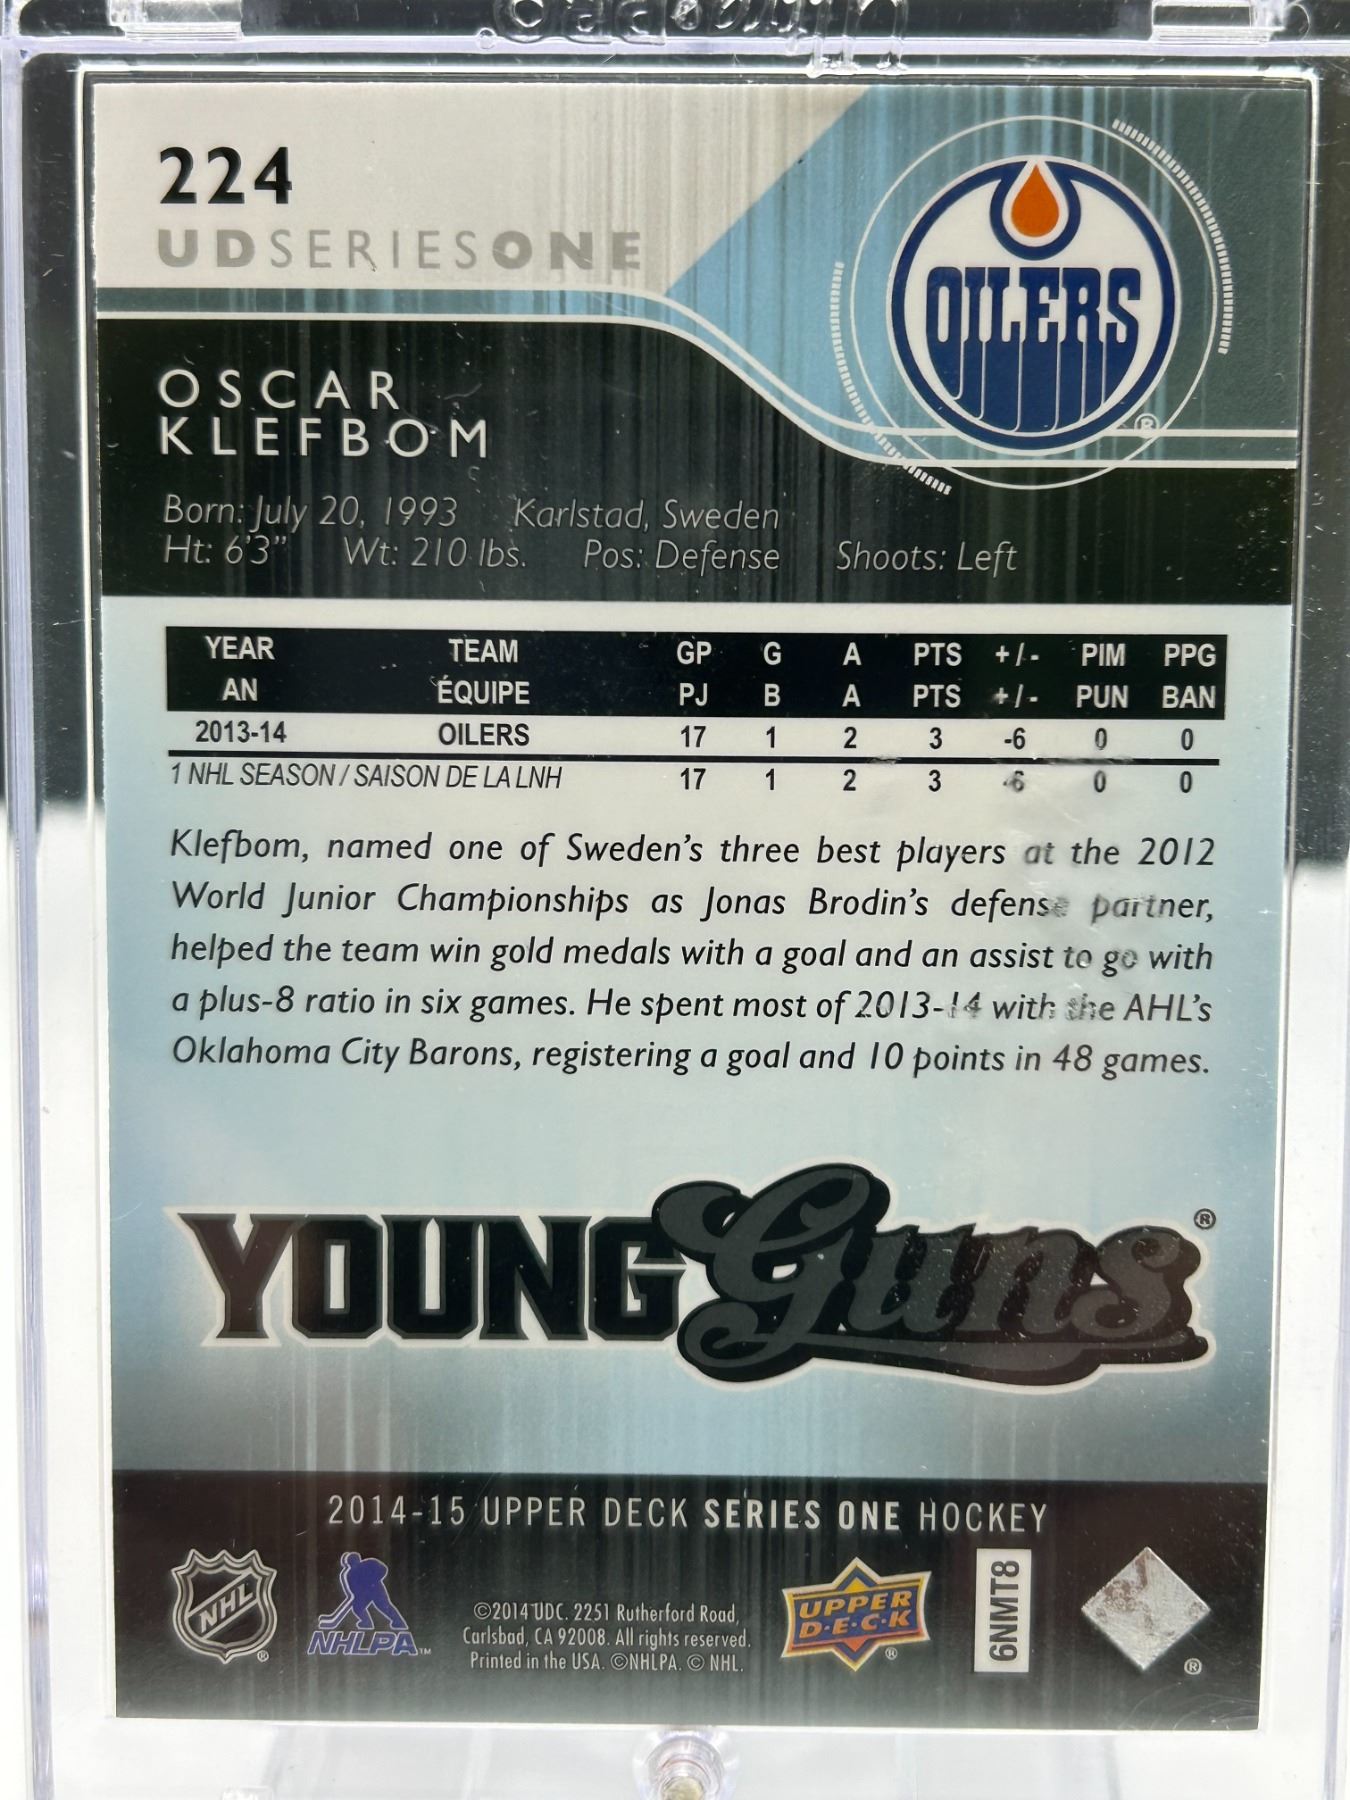 224
UDSERIESONE
OILERS
®
OSCAR
KLEFBOM
Born: July 20, 1993 Karlstad, Sweden
Ht: 6'3" Wt: 210 lbs. Pos: Defense Shoots: Left
YEAR TEAM GP G A PTS +/- PIM PPG
AN ÉQUIPE PJ B A PTS +/- PUN BAN
2013-14 OILERS 17 1 2 3 -6 0 0
1 NHL SEASON / SAISON DE LA LNH 17 1 2 3 -6 0 0
Klefbom, named one of Sweden's three best players at the 2012
World Junior Championships as Jonas Brodin's defense partner,
helped the team win gold medals with a goal and an assist to go with
a plus-8 ratio in six games. He spent most of 2013-14 with the AHL's
Oklahoma City Barons, registering a goal and 10 points in 48 games.
YOUNG Guns ®
2014-15 UPPER DECK SERIES ONE HOCKEY
NHL ®
NHLPA™
©2014 UDC. 2251 Rutherford Road,
Carlsbad, CA 92008. All rights reserved.
Printed in the USA. ©NHLPA. © NHL.
UPPER
D·E·C·K
®
6NMT8
®